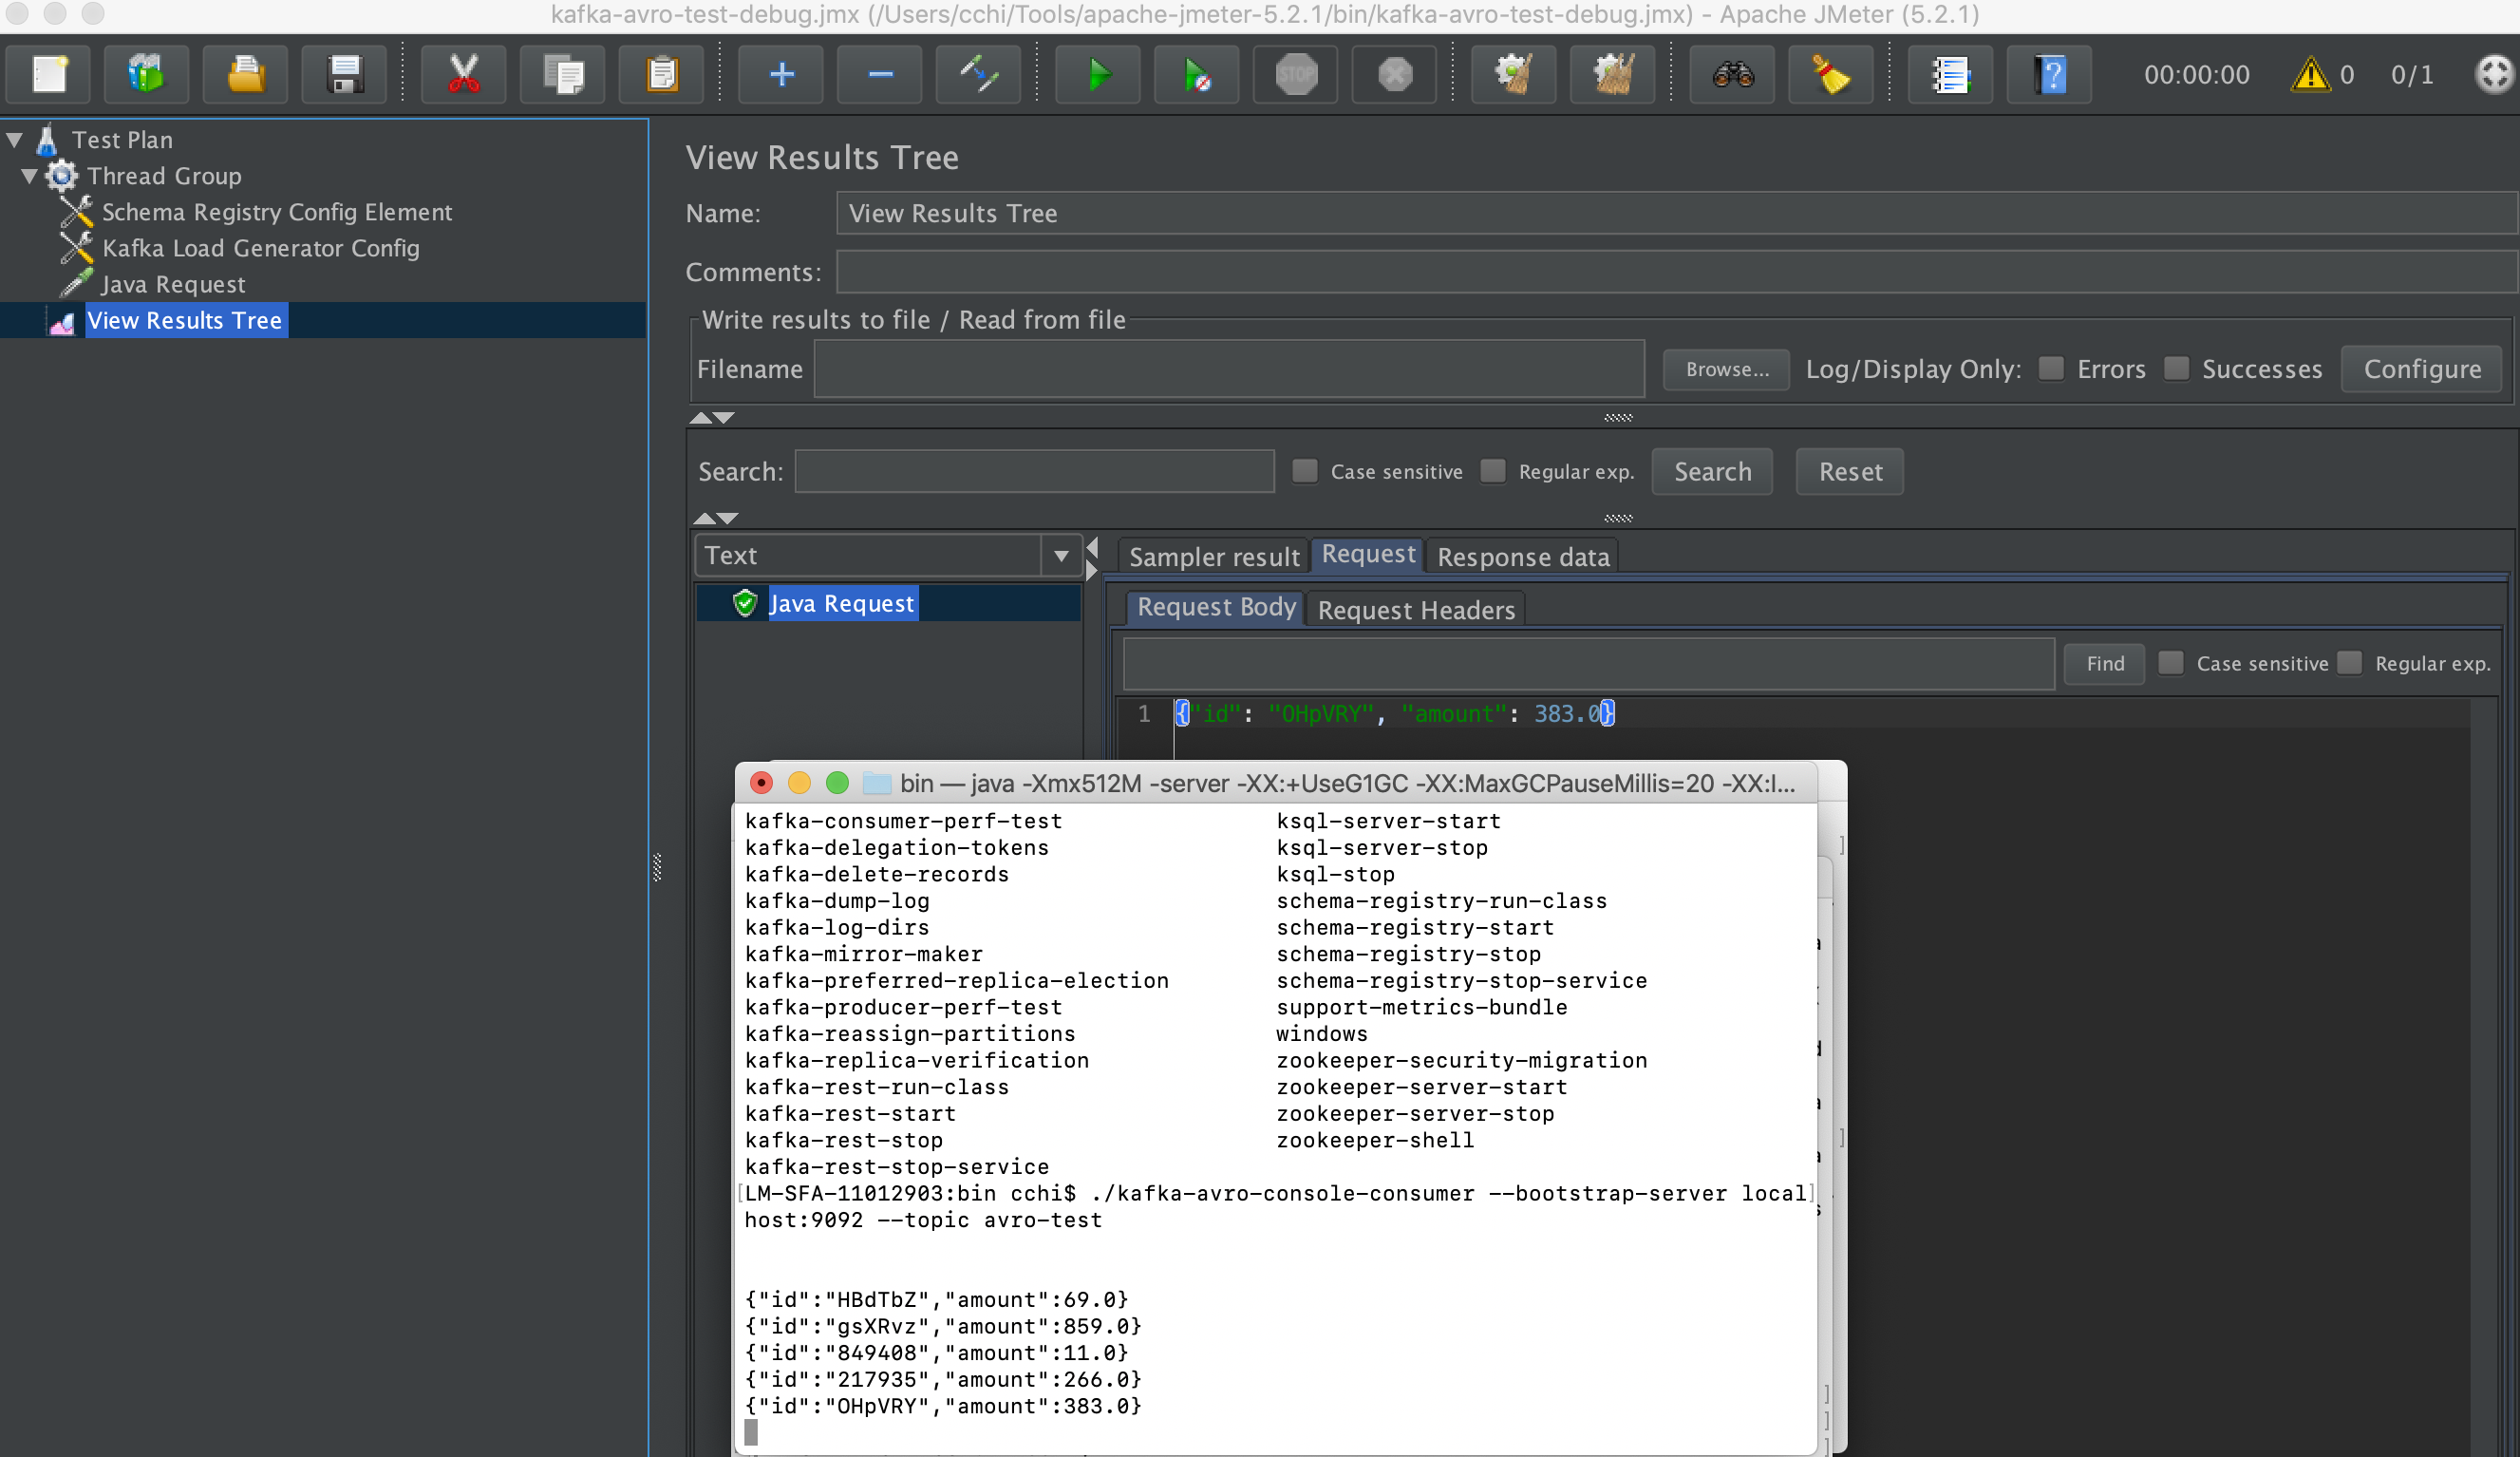 kafka-avro-test-debug.jmx (/Users/cchi/Tools/apache-jmeter-5.2.1/bin/kafka-avro-test-debug.jmx) - Apache JMeter (5.2.1)
STOP
00:00:00
0
0/1
Test Plan
Thread Group
Schema Registry Config Element
Kafka Load Generator Config
Java Request
View Results Tree
View Results Tree
Name: View Results Tree
Comments:
Write results to file / Read from file
Filename Browse... Log/Display Only: Errors Successes Configure
Search: Case sensitive Regular exp. Search Reset
Text
Java Request
Sampler result Request Response data
Request Body Request Headers
Find Case sensitive Regular exp.
1 {"id": "OHpVRY", "amount": 383.0}
bin — java -Xmx512M -server -XX:+UseG1GC -XX:MaxGCPauseMillis=20 -XX:I...
kafka-consumer-perf-test ksql-server-start
kafka-delegation-tokens ksql-server-stop
kafka-delete-records ksql-stop
kafka-dump-log schema-registry-run-class
kafka-log-dirs schema-registry-start
kafka-mirror-maker schema-registry-stop
kafka-preferred-replica-election schema-registry-stop-service
kafka-producer-perf-test support-metrics-bundle
kafka-reassign-partitions windows
kafka-replica-verification zookeeper-security-migration
kafka-rest-run-class zookeeper-server-start
kafka-rest-start zookeeper-server-stop
kafka-rest-stop zookeeper-shell
kafka-rest-stop-service
[LM-SFA-11012903:bin cchi$ ./kafka-avro-console-consumer --bootstrap-server local]
host:9092 --topic avro-test
{"id":"HBdTbZ","amount":69.0}
{"id":"gsXRvz","amount":859.0}
{"id":"849408","amount":11.0}
{"id":"217935","amount":266.0}
{"id":"OHpVRY","amount":383.0}